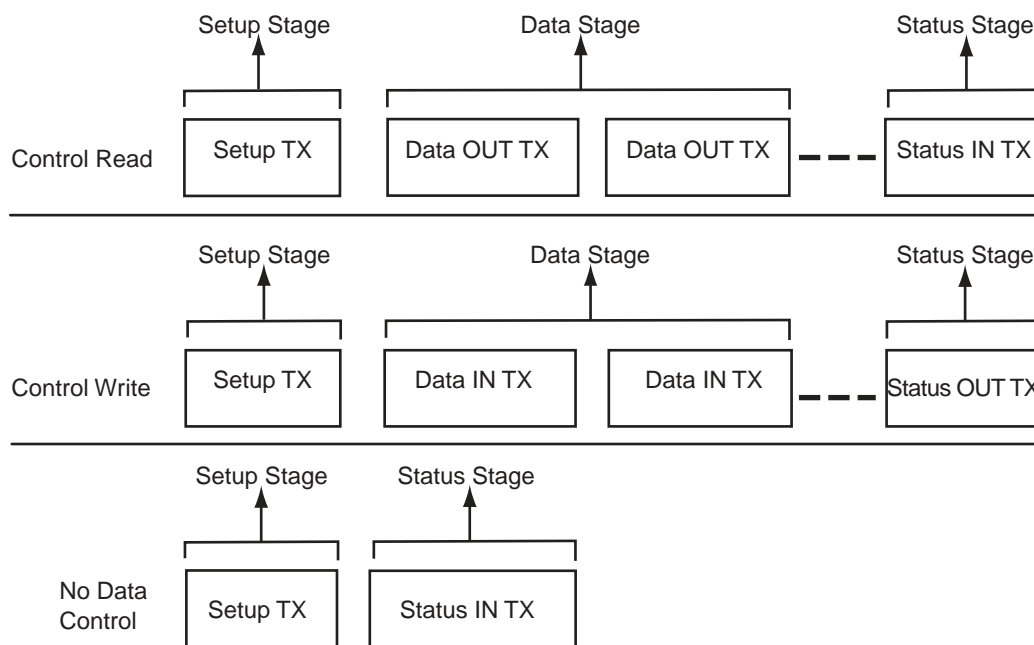 Setup Stage Data Stage Status Stage
Control Read Setup TX Data OUT TX Data OUT TX Status IN TX
Setup Stage Data Stage Status Stage
Control Write Setup TX Data IN TX Data IN TX Status OUT TX
Setup Stage Status Stage
No Data
Control
Setup TX Status IN TX